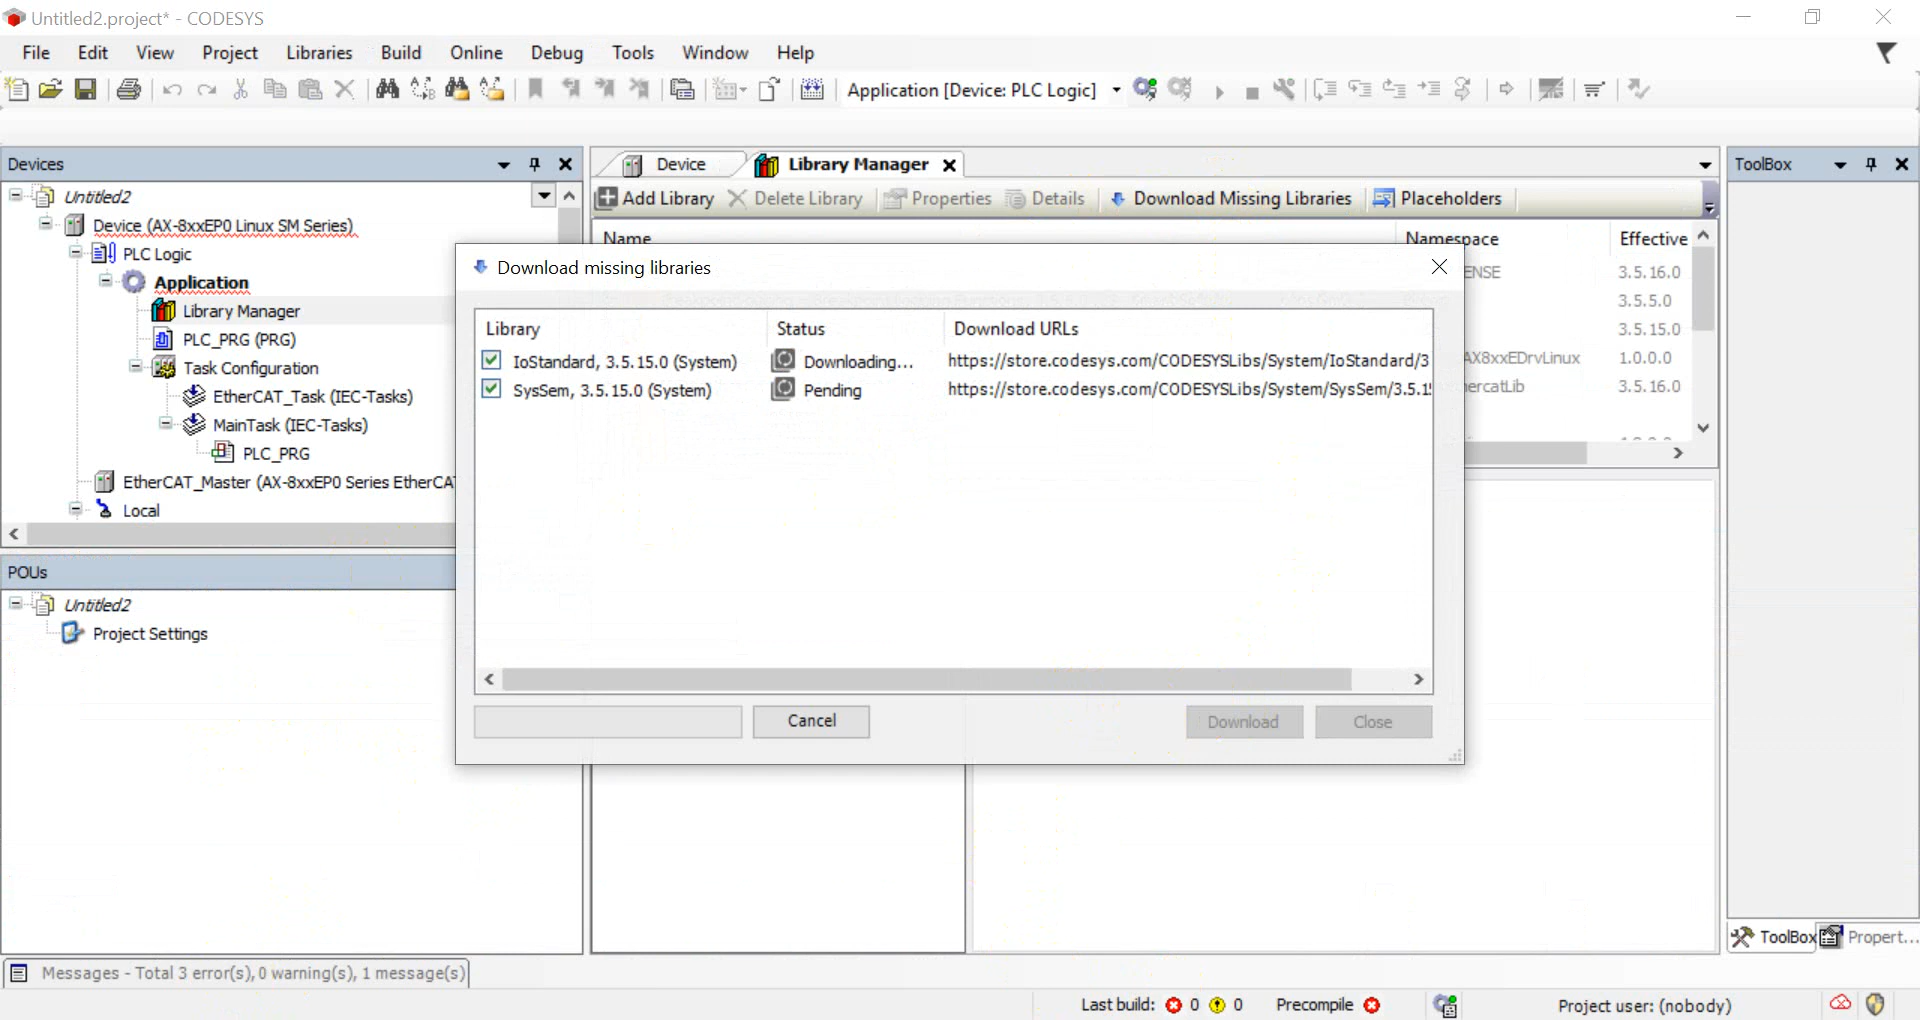 Untitled2.project* - CODESYS
File Edit View Project Libraries Build Online Debug Tools Window Help
Application [Device: PLC Logic]
Devices
Untitled2
Device (AX-8xxEP0 Linux SM Series)
PLC Logic
Application
Library Manager
PLC_PRG (PRG)
Task Configuration
EtherCAT_Task (IEC-Tasks)
MainTask (IEC-Tasks)
PLC_PRG
EtherCAT_Master (AX-8xxEP0 Series EtherCA
Local
POUs
Untitled2
Project Settings
Device Library Manager
Add Library Delete Library Properties Details Download Missing Libraries Placeholders
Name Namespace Effective
ENSE 3.5.16.0
3.5.5.0
3.5.15.0
AX8xxEDrvLinux 1.0.0.0
ercatLib 3.5.16.0
Download missing libraries
Library Status Download URLs
IoStandard, 3.5.15.0 (System) Downloading... https://store.codesys.com/CODESYSLibs/System/IoStandard/3
SysSem, 3.5.15.0 (System) Pending https://store.codesys.com/CODESYSLibs/System/SysSem/3.5.1
Cancel Download Close
ToolBox
ToolBox Propert...
Messages - Total 3 error(s), 0 warning(s), 1 message(s)
Last build: 0 0 Precompile Project user: (nobody)